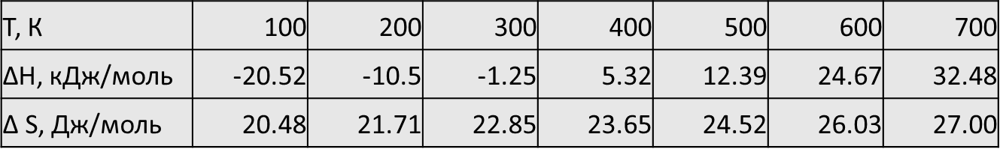 Т, К 100 200 300 400 500 600 700
ΔН, кДж/моль -20.52 -10.5 -1.25 5.32 12.39 24.67 32.48
Δ S, Дж/моль 20.48 21.71 22.85 23.65 24.52 26.03 27.00